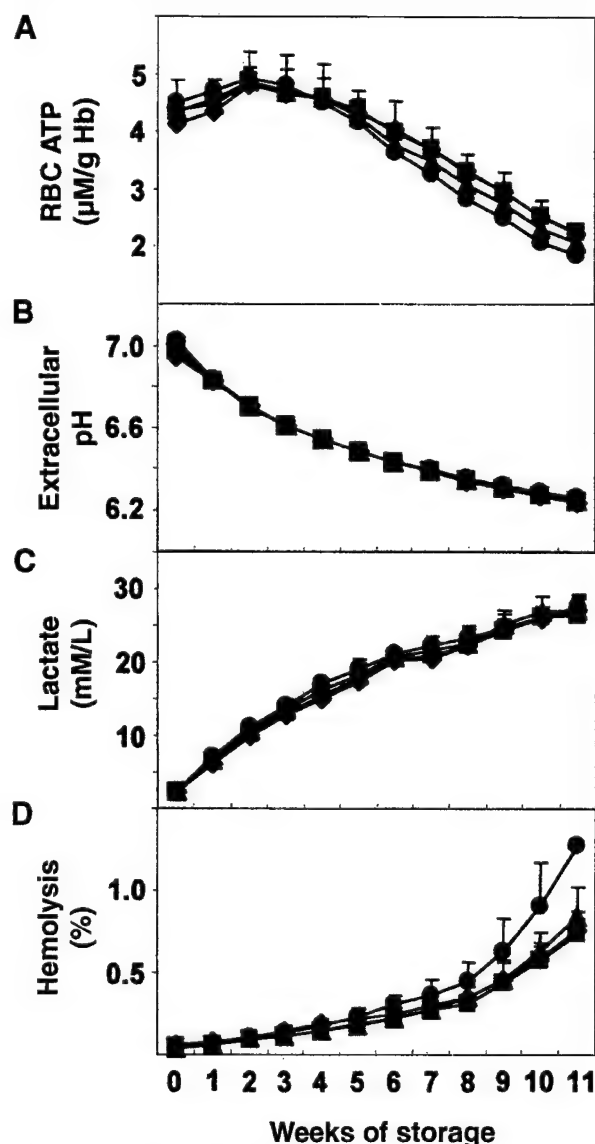 A
RBC ATP
(µM/g Hb)
5
4
3
2
B
Extracellular
pH
7.0
6.6
6.2
C
Lactate
(mM/L)
30
20
10
D
Hemolysis
(%)
1.0
0.5
0 1 2 3 4 5 6 7 8 9 10 11
Weeks of storage